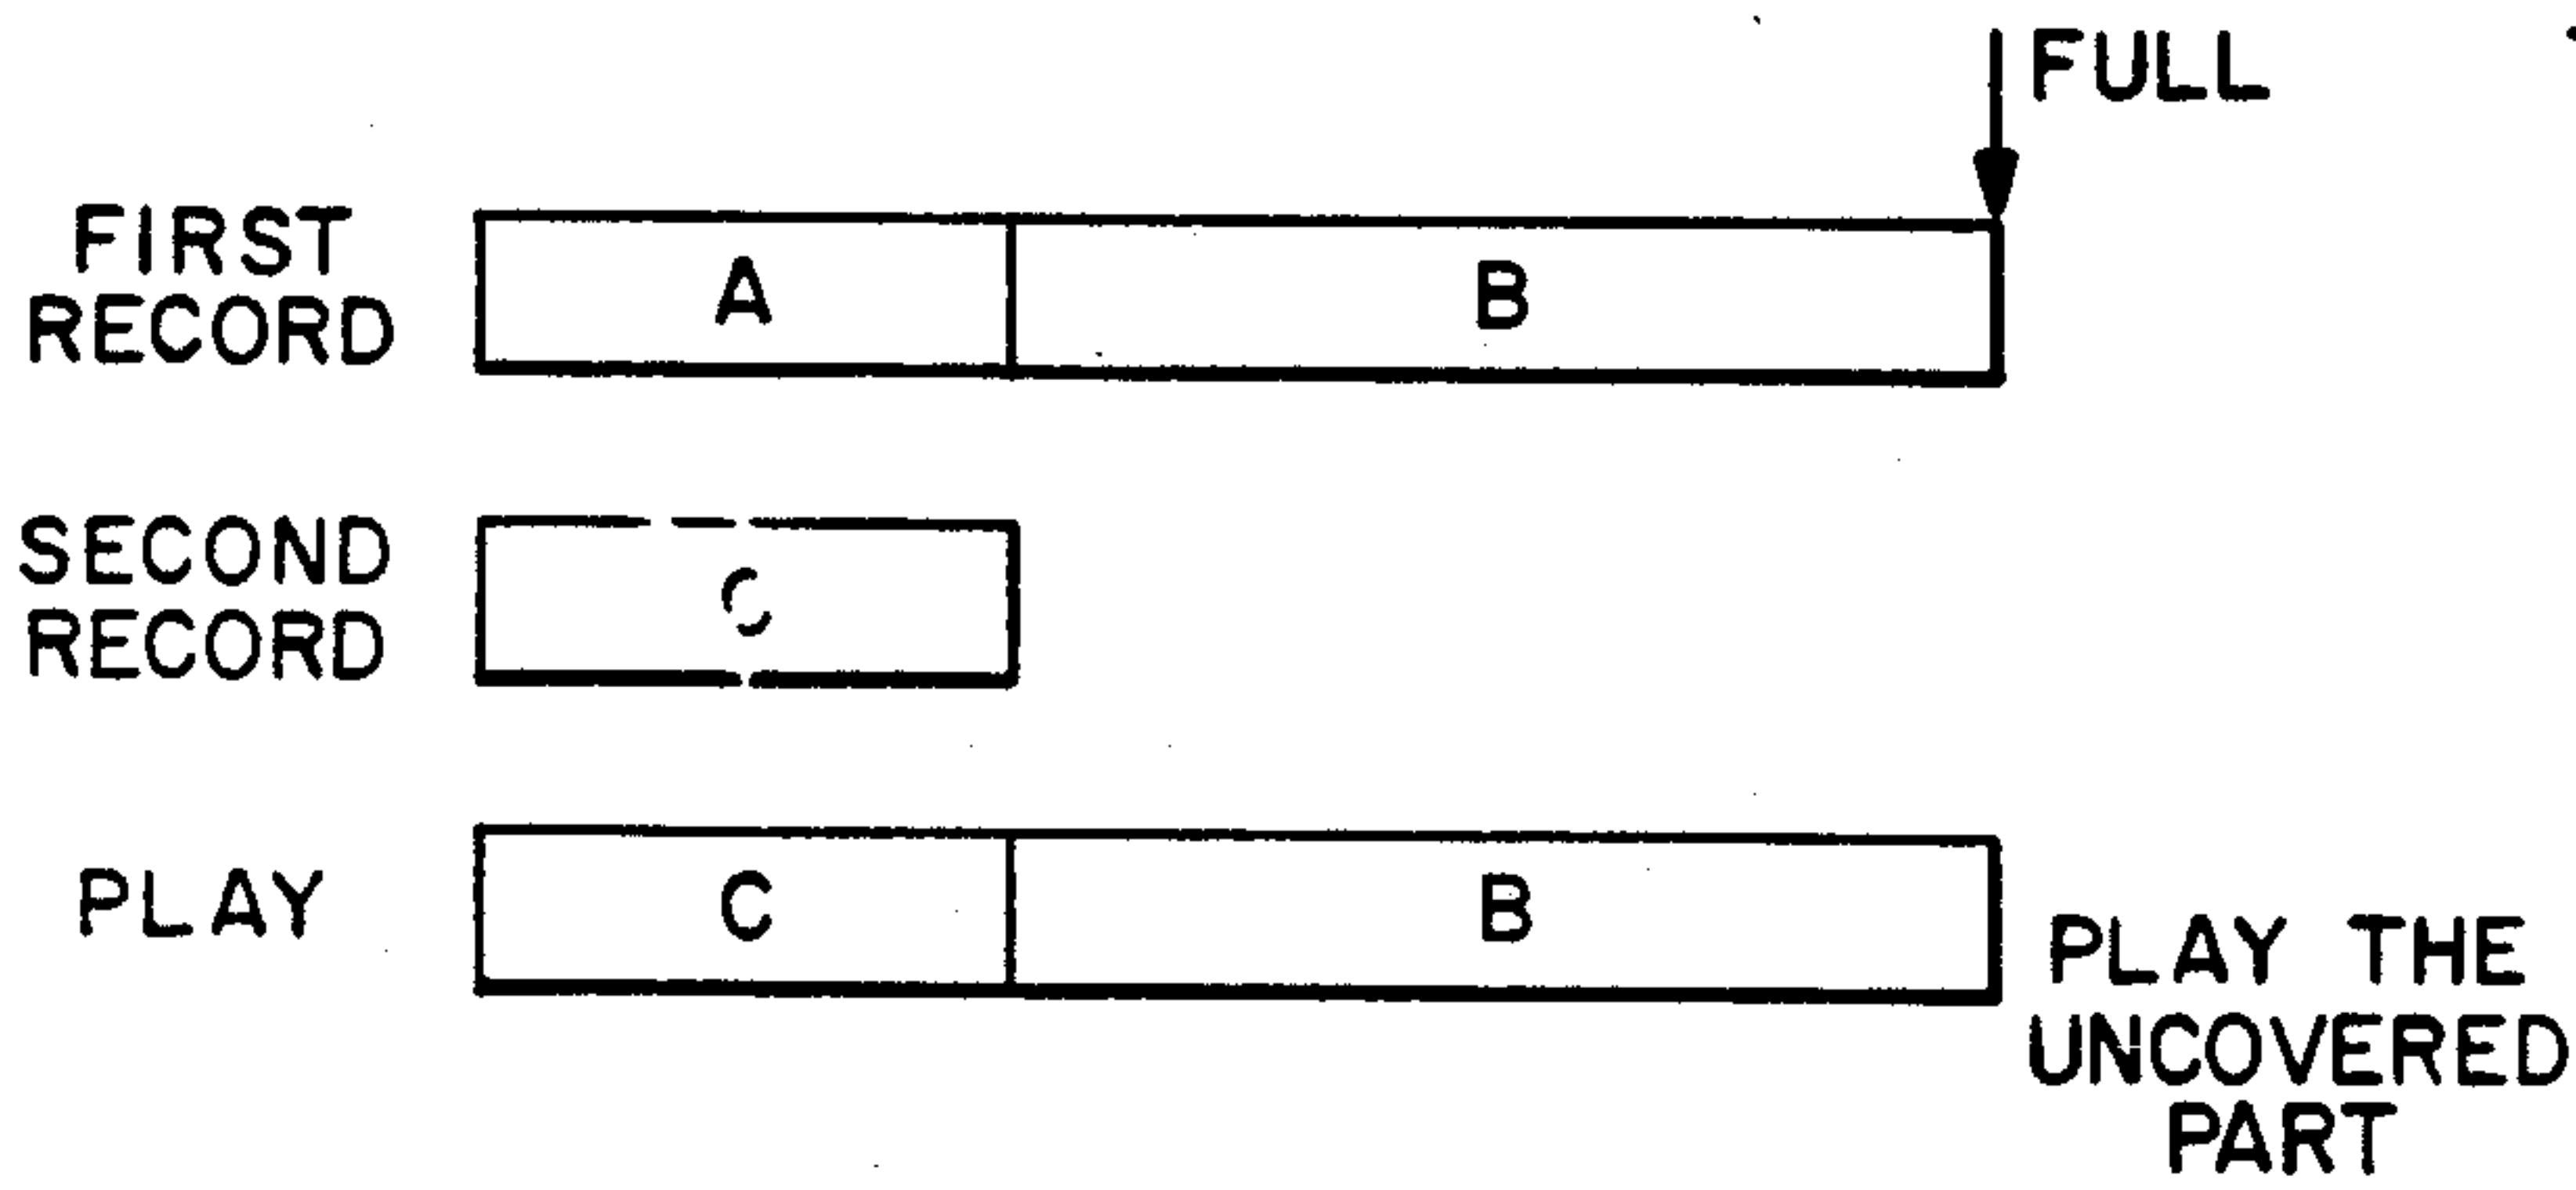 FULL
FIRST
RECORD
A B
SECOND
RECORD
C
PLAY
C B
PLAY THE
UNCOVERED
PART